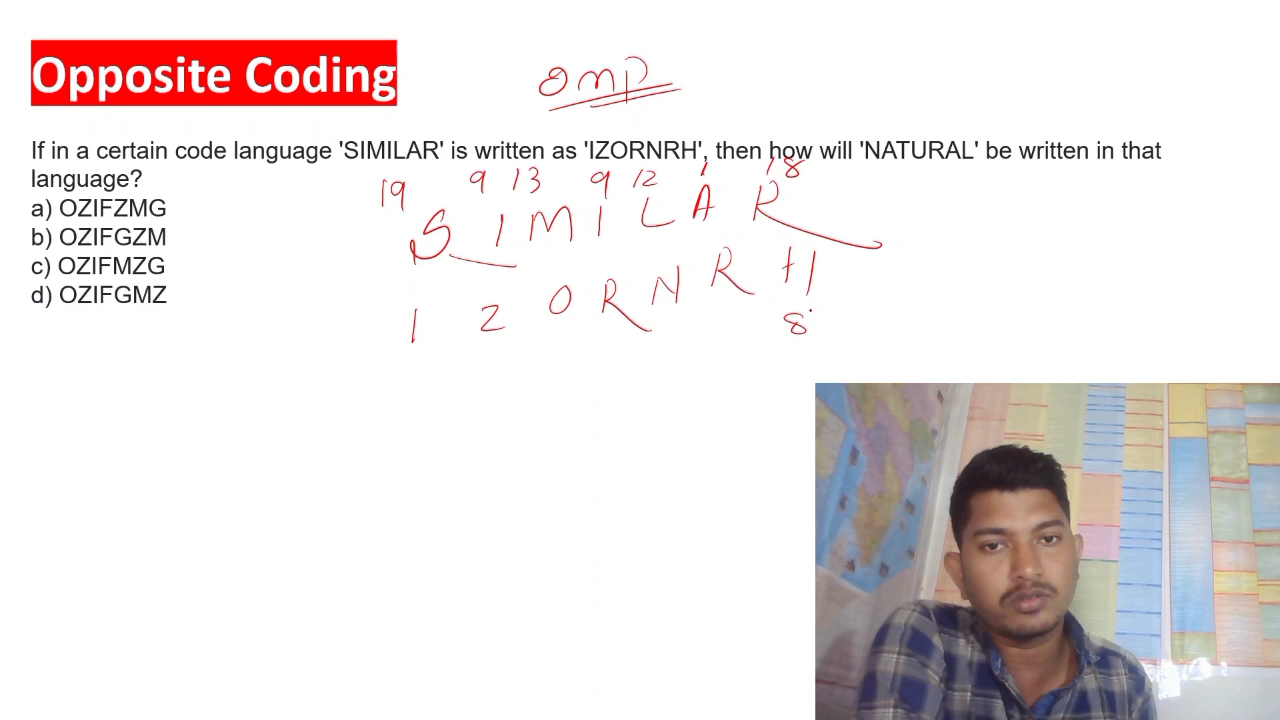 Opposite Coding
omp
If in a certain code language 'SIMILAR' is written as 'IZORNRH', then how will 'NATURAL' be written in that
language?
19 9 13 9 12 1 18
a) OZIFZMG
S I M I L A R
b) OZIFGZM
c) OZIFMZG
I Z O R N R H
d) OZIFGMZ
8